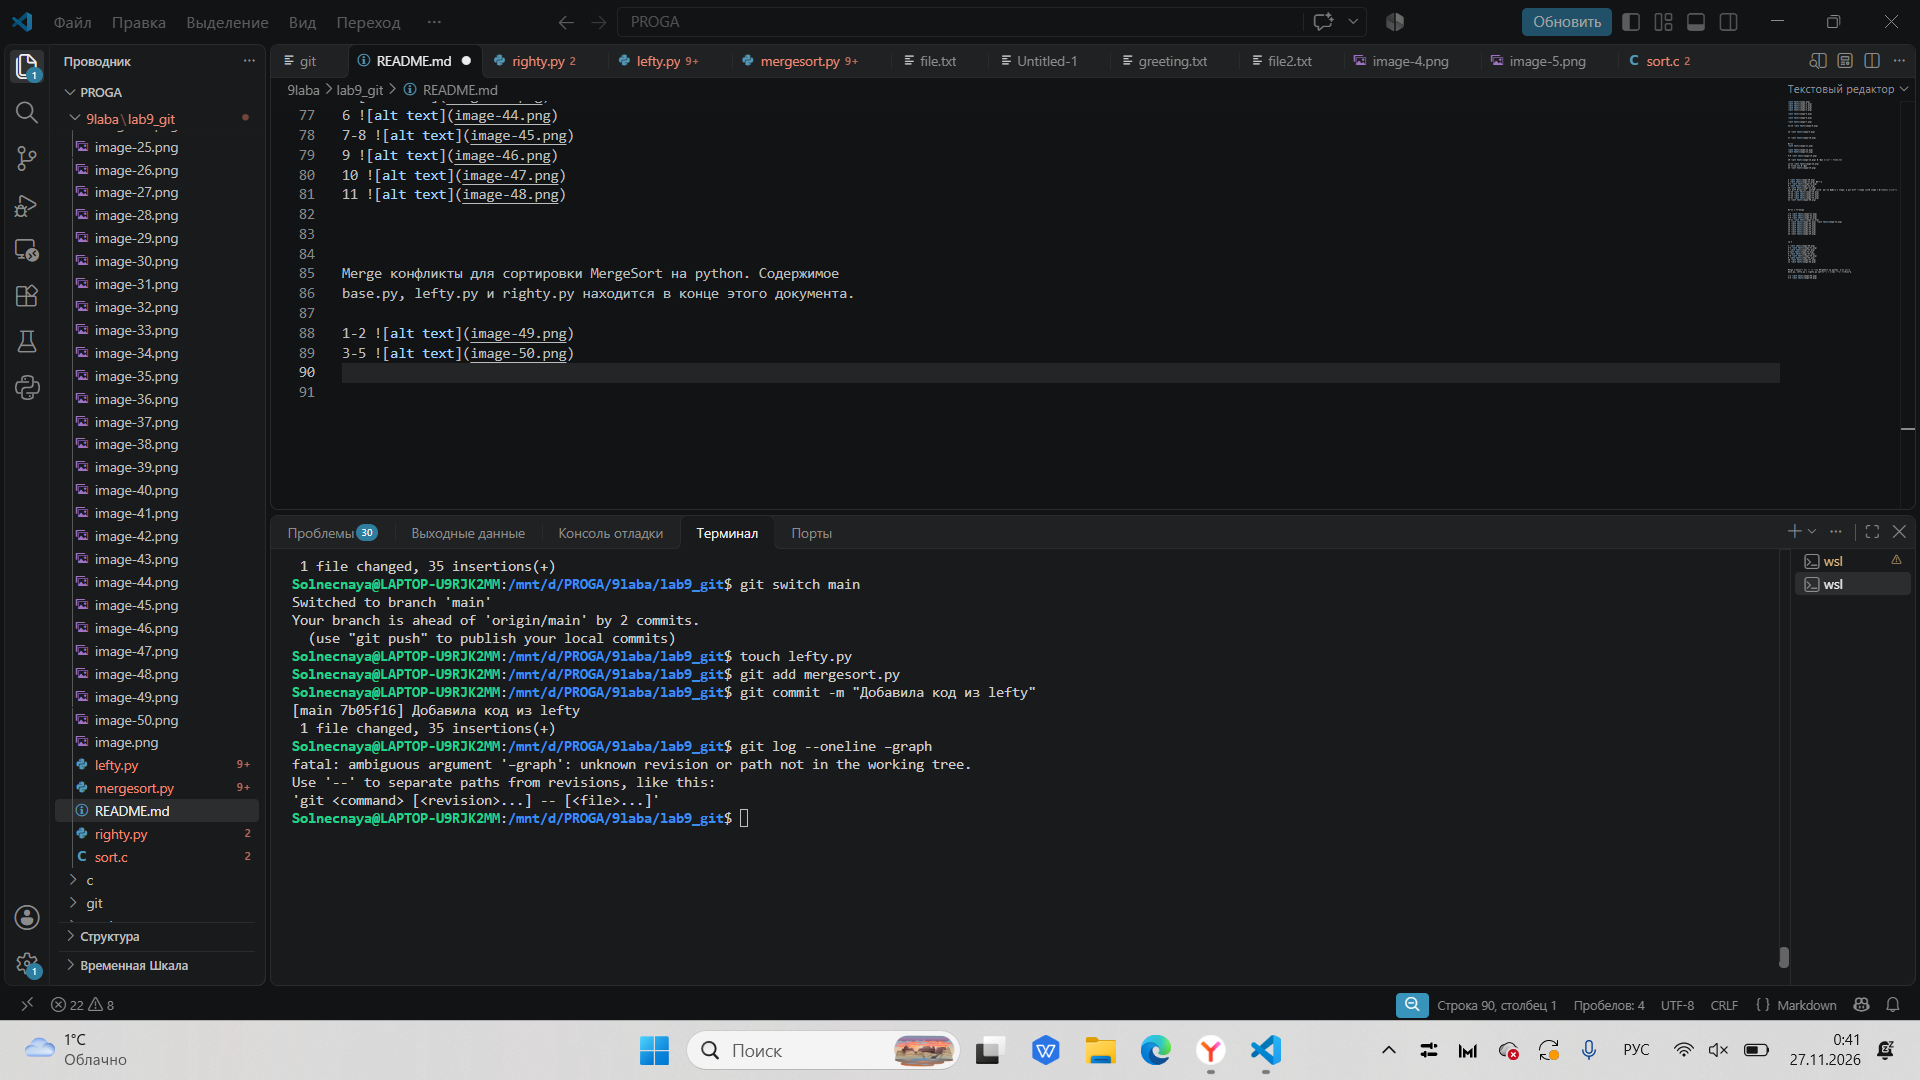 Файл Правка Выделение Вид Переход ···
PROGA
Обновить
Проводник
PROGA
9laba \ lab9_git
image-25.png
image-26.png
image-27.png
image-28.png
image-29.png
image-30.png
image-31.png
image-32.png
image-33.png
image-34.png
image-35.png
image-36.png
image-37.png
image-38.png
image-39.png
image-40.png
image-41.png
image-42.png
image-43.png
image-44.png
image-45.png
image-46.png
image-47.png
image-48.png
image-49.png
image-50.png
image.png
lefty.py 9+
mergesort.py 9+
README.md
righty.py 2
sort.c 2
c
git
Структура
Временная Шкала
git README.md righty.py 2 lefty.py 9+ mergesort.py 9+ file.txt Untitled-1 greeting.txt file2.txt image-4.png image-5.png sort.c 2
9laba > lab9_git > README.md
Текстовый редактор
77 6 ![alt text](image-44.png)
78 7-8 ![alt text](image-45.png)
79 9 ![alt text](image-46.png)
80 10 ![alt text](image-47.png)
81 11 ![alt text](image-48.png)
82
83
84
85 Merge конфликты для сортировки MergeSort на python. Содержимое
86 base.py, lefty.py и righty.py находится в конце этого документа.
87
88 1-2 ![alt text](image-49.png)
89 3-5 ![alt text](image-50.png)
90
91
Проблемы 30 Выходные данные Консоль отладки Терминал Порты
wsl
wsl
1 file changed, 35 insertions(+)
Solnecnaya@LAPTOP-U9RJK2MM:/mnt/d/PROGA/9laba/lab9_git$ git switch main
Switched to branch 'main'
Your branch is ahead of 'origin/main' by 2 commits.
(use "git push" to publish your local commits)
Solnecnaya@LAPTOP-U9RJK2MM:/mnt/d/PROGA/9laba/lab9_git$ touch lefty.py
Solnecnaya@LAPTOP-U9RJK2MM:/mnt/d/PROGA/9laba/lab9_git$ git add mergesort.py
Solnecnaya@LAPTOP-U9RJK2MM:/mnt/d/PROGA/9laba/lab9_git$ git commit -m "Добавила код из lefty"
[main 7b05f16] Добавила код из lefty
1 file changed, 35 insertions(+)
Solnecnaya@LAPTOP-U9RJK2MM:/mnt/d/PROGA/9laba/lab9_git$ git log --oneline –graph
fatal: ambiguous argument '–graph': unknown revision or path not in the working tree.
Use '--' to separate paths from revisions, like this:
'git <command> [<revision>...] -- [<file>...]'
Solnecnaya@LAPTOP-U9RJK2MM:/mnt/d/PROGA/9laba/lab9_git$
1
1
22 8
Строка 90, столбец 1 Пробелов: 4 UTF-8 CRLF { } Markdown
1°C
Облачно
Поиск
РУС
0:41
27.11.2026